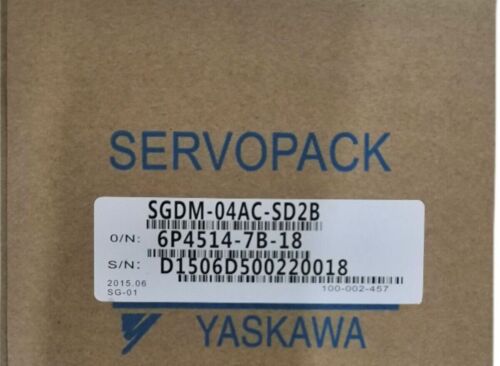 SERVOPACK
SGDM-04AC-SD2B
O/N: 6P4514-7B-18
S/N: D1506D500220018
2015.06
SG-01 100-002-457
YASKAWA